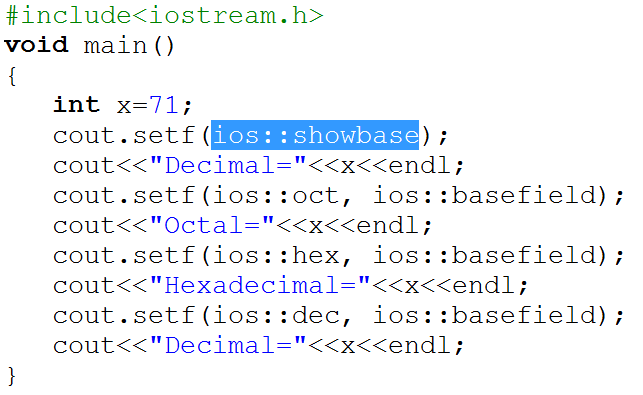 #include<iostream.h>
void main()
{
   int x=71;
   cout.setf(ios::showbase);
   cout<<"Decimal="<<x<<endl;
   cout.setf(ios::oct, ios::basefield);
   cout<<"Octal="<<x<<endl;
   cout.setf(ios::hex, ios::basefield);
   cout<<"Hexadecimal="<<x<<endl;
   cout.setf(ios::dec, ios::basefield);
   cout<<"Decimal="<<x<<endl;
}